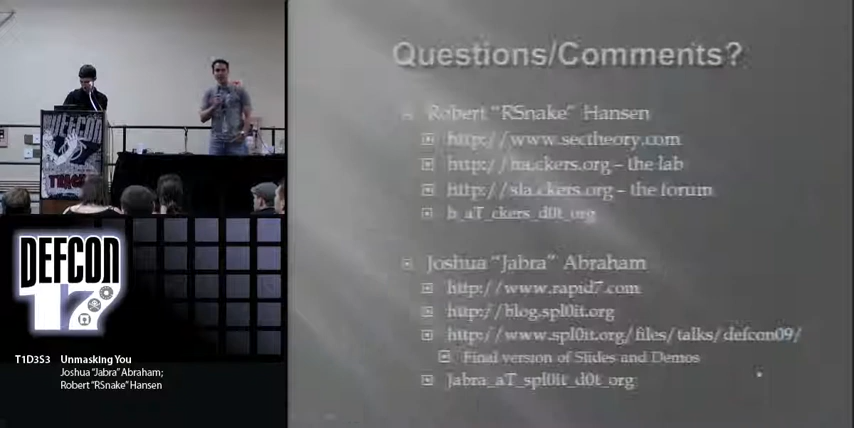 Questions/Comments?
Robert "RSnake" Hansen
http://www.sectheory.com
http://ha.ckers.org – the lab
http://sla.ckers.org – the forum
h_aT_ckers_d0t_org
Joshua "Jabra" Abraham
http://www.rapid7.com
http://blog.spl0it.org
http://www.spl0it.org/files/talks/defcon09/
Final version of Slides and Demos
Jabra_aT_spl0it_d0t_org
DEFCON
TRACK
DEFCON
17
T1D3S3 Unmasking You
Joshua "Jabra" Abraham;
Robert "RSnake" Hansen